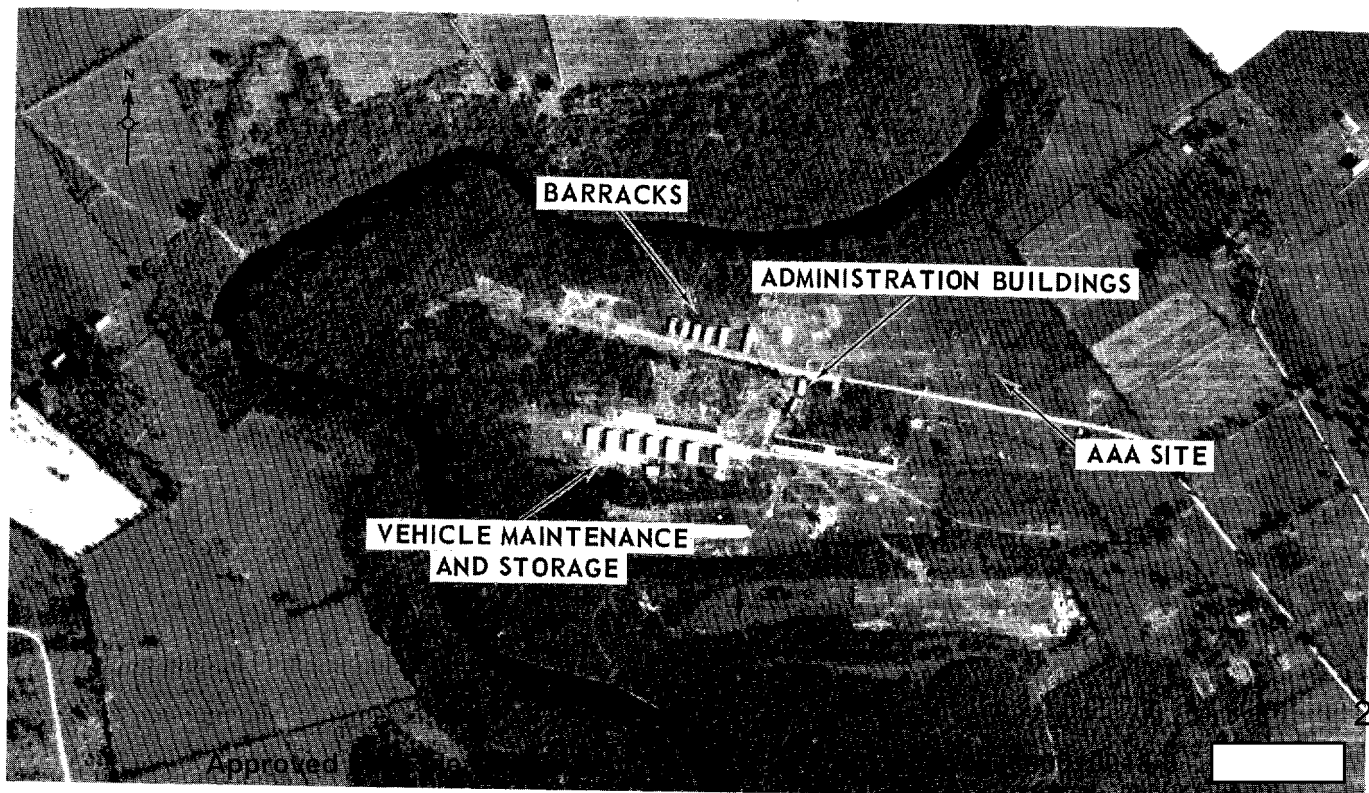 N
BARRACKS
ADMINISTRATION BUILDINGS
AAA SITE
VEHICLE MAINTENANCE
AND STORAGE
2
Approved